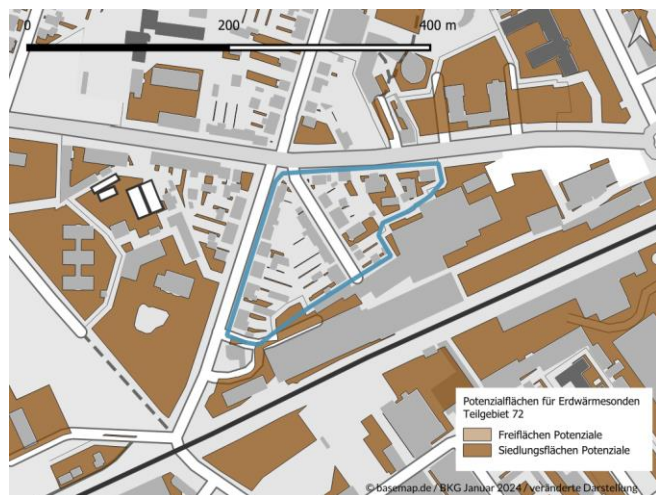 0 200 400 m
Potenzialflächen für Erdwärmesonden
Teilgebiet 72
Freiflächen Potenziale
Siedlungsflächen Potenziale
© basemap.de / BKG Januar 2024 / veränderte Darstellung